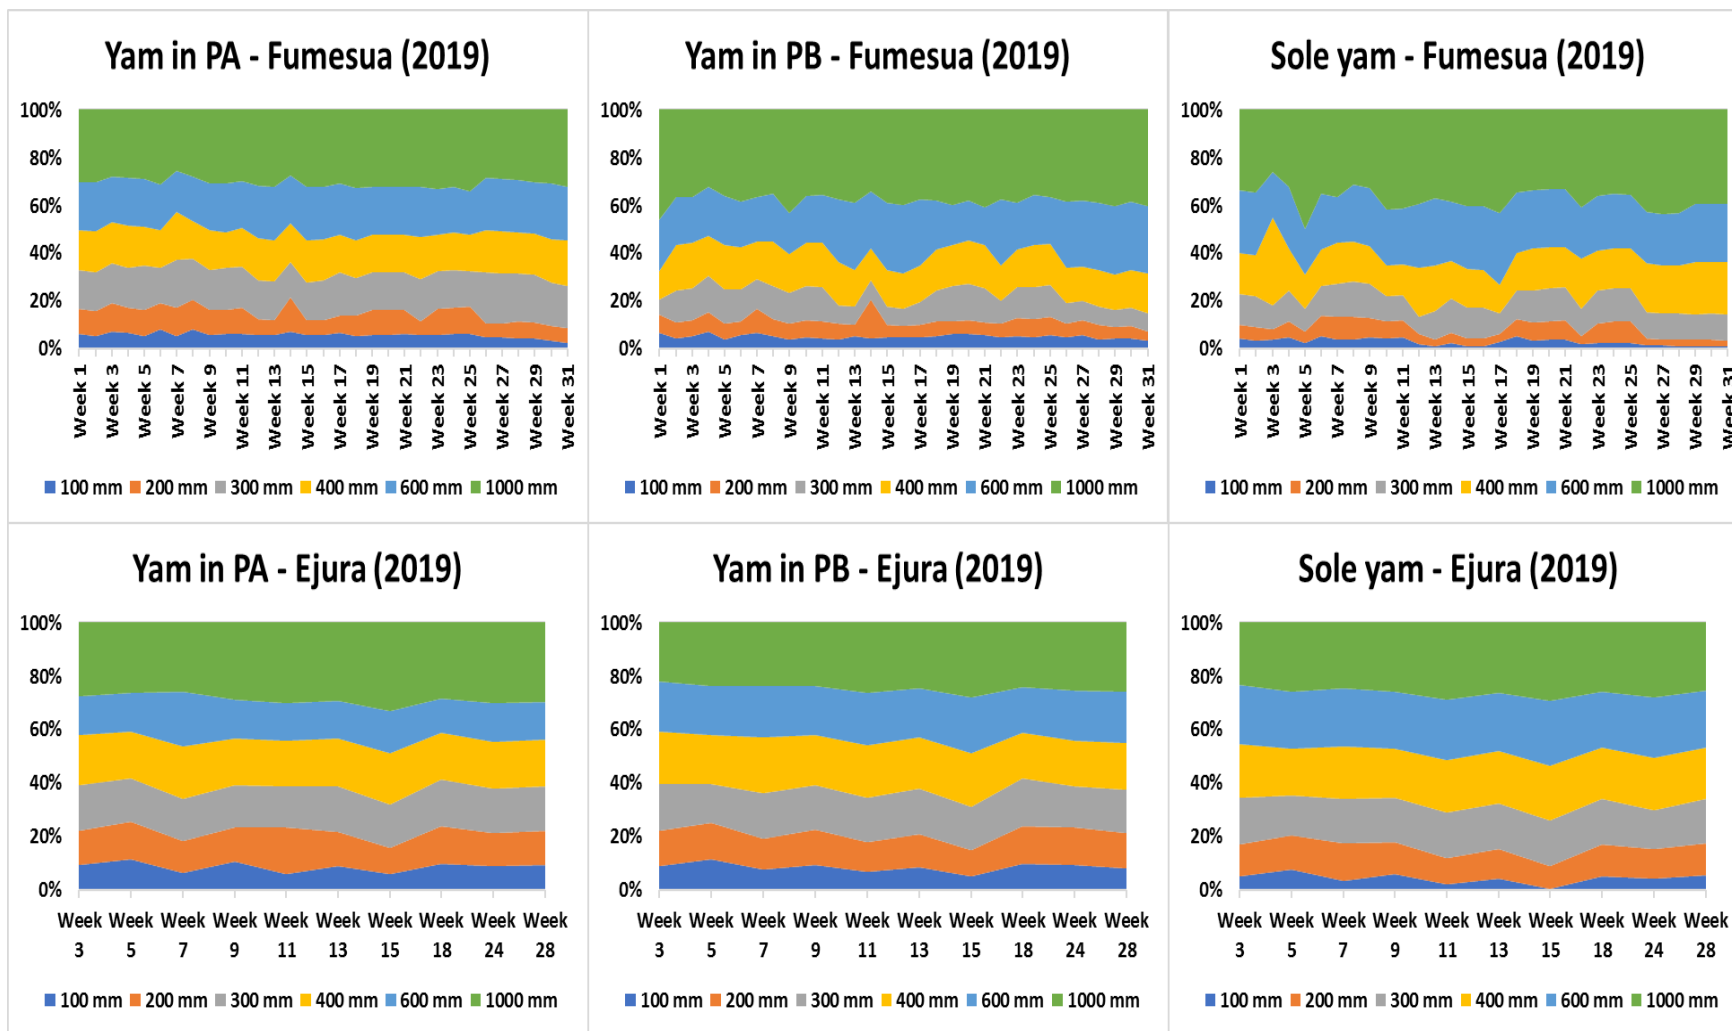 Yam in PA - Fumesua (2019)
100%
80%
60%
40%
20%
0%
Week 1
Week 3
Week 5
Week 7
Week 9
Week 11
Week 13
Week 15
Week 17
Week 19
Week 21
Week 23
Week 25
Week 27
Week 29
Week 31
100 mm 200 mm 300 mm 400 mm 600 mm 1000 mm
Yam in PB - Fumesua (2019)
100%
80%
60%
40%
20%
0%
Week 1
Week 3
Week 5
Week 7
Week 9
Week 11
Week 13
Week 15
Week 17
Week 19
Week 21
Week 23
Week 25
Week 27
Week 29
Week 31
100 mm 200 mm 300 mm 400 mm 600 mm 1000 mm
Sole yam - Fumesua (2019)
100%
80%
60%
40%
20%
0%
Week 1
Week 3
Week 5
Week 7
Week 9
Week 11
Week 13
Week 15
Week 17
Week 19
Week 21
Week 23
Week 25
Week 27
Week 29
Week 31
100 mm 200 mm 300 mm 400 mm 600 mm 1000 mm
Yam in PA - Ejura (2019)
100%
80%
60%
40%
20%
0%
Week Week Week Week Week Week Week Week Week Week
3 5 7 9 11 13 15 18 24 28
100 mm 200 mm 300 mm 400 mm 600 mm 1000 mm
Yam in PB - Ejura (2019)
100%
80%
60%
40%
20%
0%
Week Week Week Week Week Week Week Week Week Week
3 5 7 9 11 13 15 18 24 28
100 mm 200 mm 300 mm 400 mm 600 mm 1000 mm
Sole yam - Ejura (2019)
100%
80%
60%
40%
20%
0%
Week Week Week Week Week Week Week Week Week Week
3 5 7 9 11 13 15 18 24 28
100 mm 200 mm 300 mm 400 mm 600 mm 1000 mm